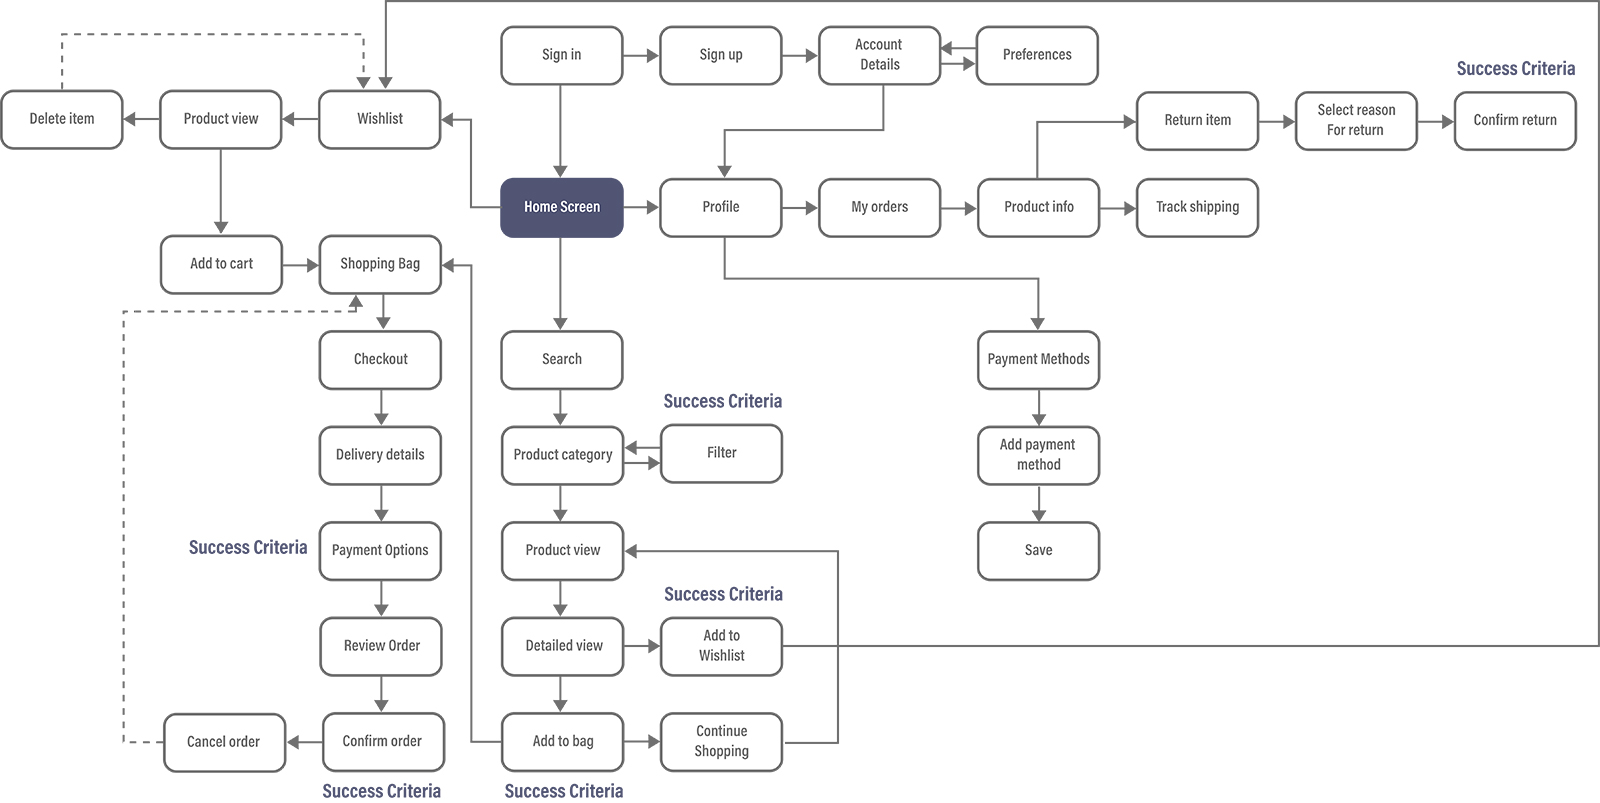 Sign in
Sign up
Account
Details
Preferences
Success Criteria
Delete item
Product view
Wishlist
Return item
Select reason
For return
Confirm return
Home Screen
Profile
My orders
Product info
Track shipping
Add to cart
Shopping Bag
Checkout
Search
Payment Methods
Success Criteria
Delivery details
Product category
Filter
Add payment
method
Success Criteria
Payment Options
Product view
Save
Success Criteria
Review Order
Detailed view
Add to
Wishlist
Cancel order
Confirm order
Add to bag
Continue
Shopping
Success Criteria
Success Criteria